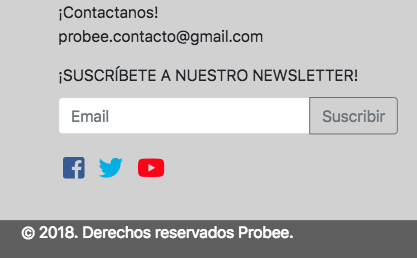 ¡Contactanos!
probee.contacto@gmail.com
¡SUSCRÍBETE A NUESTRO NEWSLETTER!
Email Suscribir
© 2018. Derechos reservados Probee.